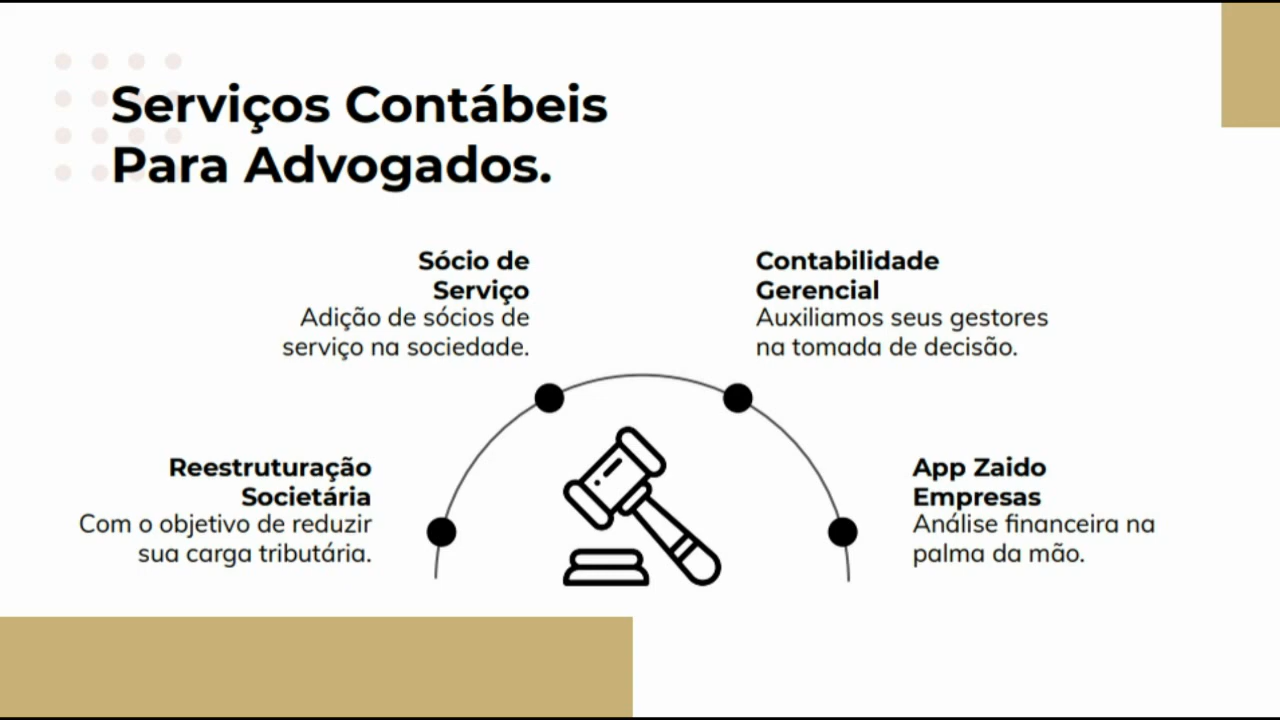 Serviços Contábeis
Para Advogados.
Sócio de
Serviço
Adição de sócios de
serviço na sociedade.
Contabilidade
Gerencial
Auxiliamos seus gestores
na tomada de decisão.
Reestruturação
Societária
Com o objetivo de reduzir
sua carga tributária.
App Zaido
Empresas
Análise financeira na
palma da mão.